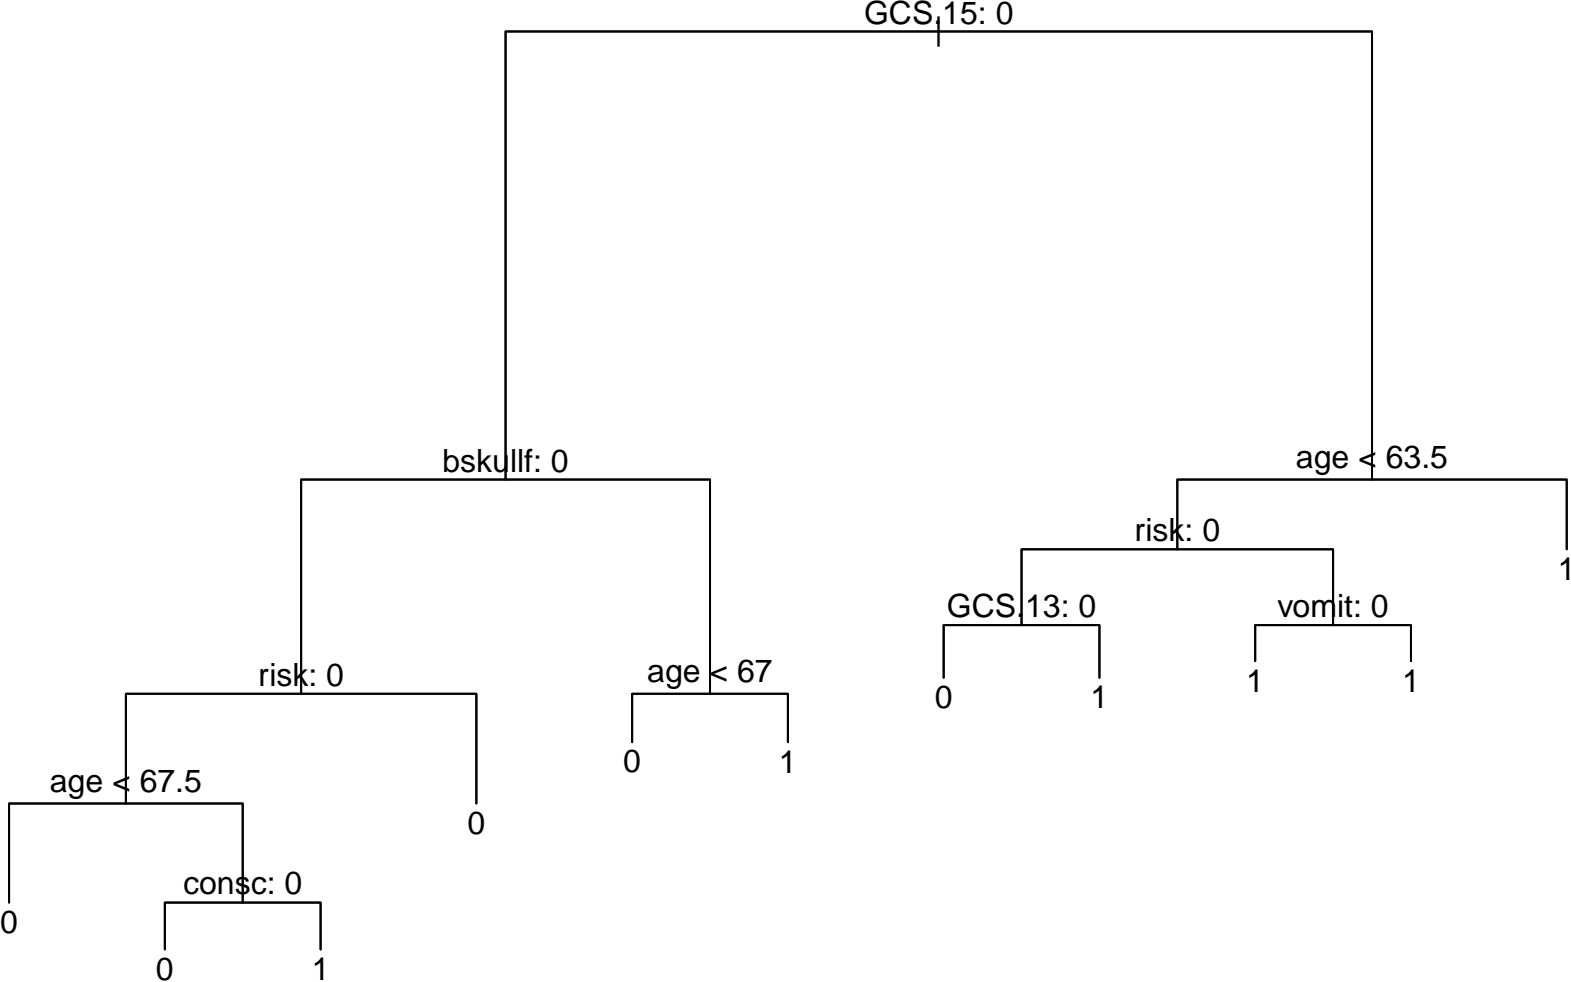 GCS.15: 0
bskullf: 0
age < 63.5
risk: 0
1
GCS.13: 0
vomit: 0
risk: 0
age < 67
0
1
1
1
0
1
age < 67.5
0
consc: 0
0
0
1